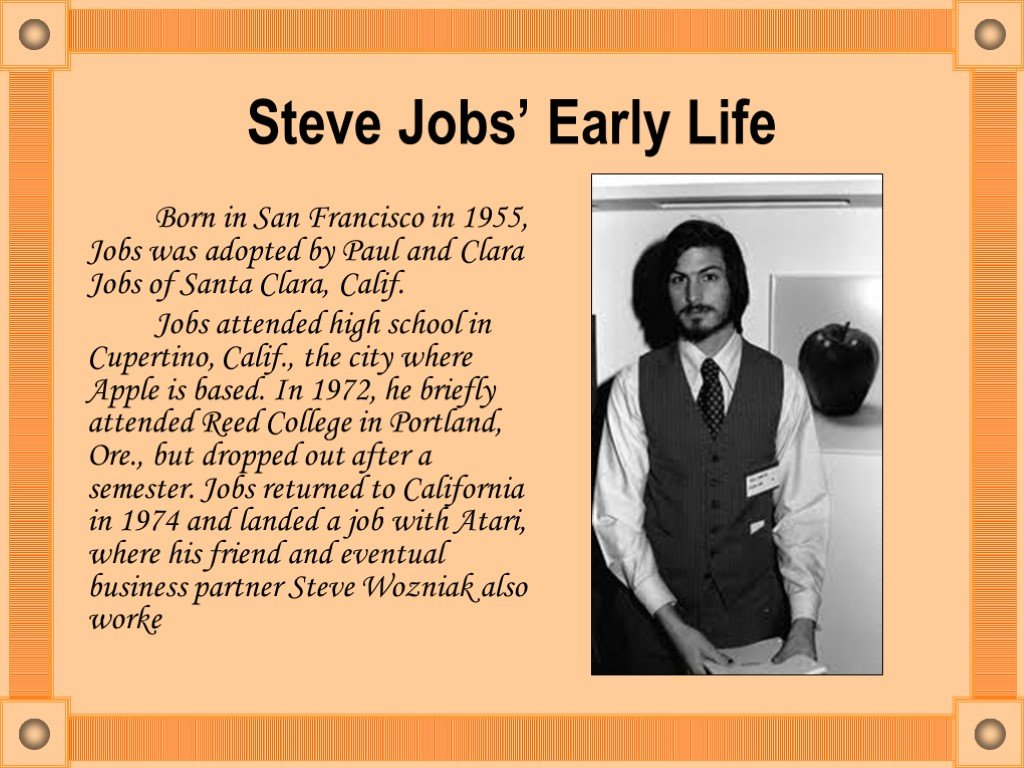 Steve Jobs’ Early Life
Born in San Francisco in 1955,
Jobs was adopted by Paul and Clara
Jobs of Santa Clara, Calif.
Jobs attended high school in
Cupertino, Calif., the city where
Apple is based. In 1972, he briefly
attended Reed College in Portland,
Ore., but dropped out after a
semester. Jobs returned to California
in 1974 and landed a job with Atari,
where his friend and eventual
business partner Steve Wozniak also
worke